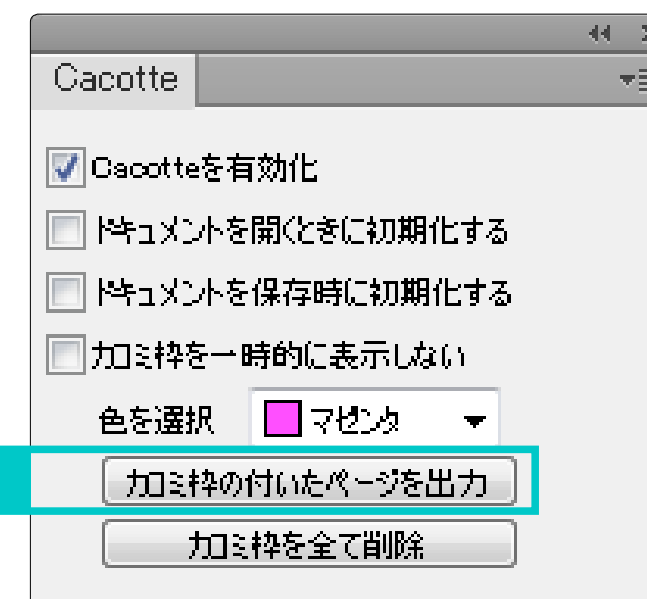 Cacotte
Cacotteを有効化
ドキュメントを開くときに初期化する
ドキュメントを保存時に初期化する
カコミ枠を一時的に表示しない
色を選択 マゼンタ
カコミ枠の付いたページを出力
カコミ枠を全て削除